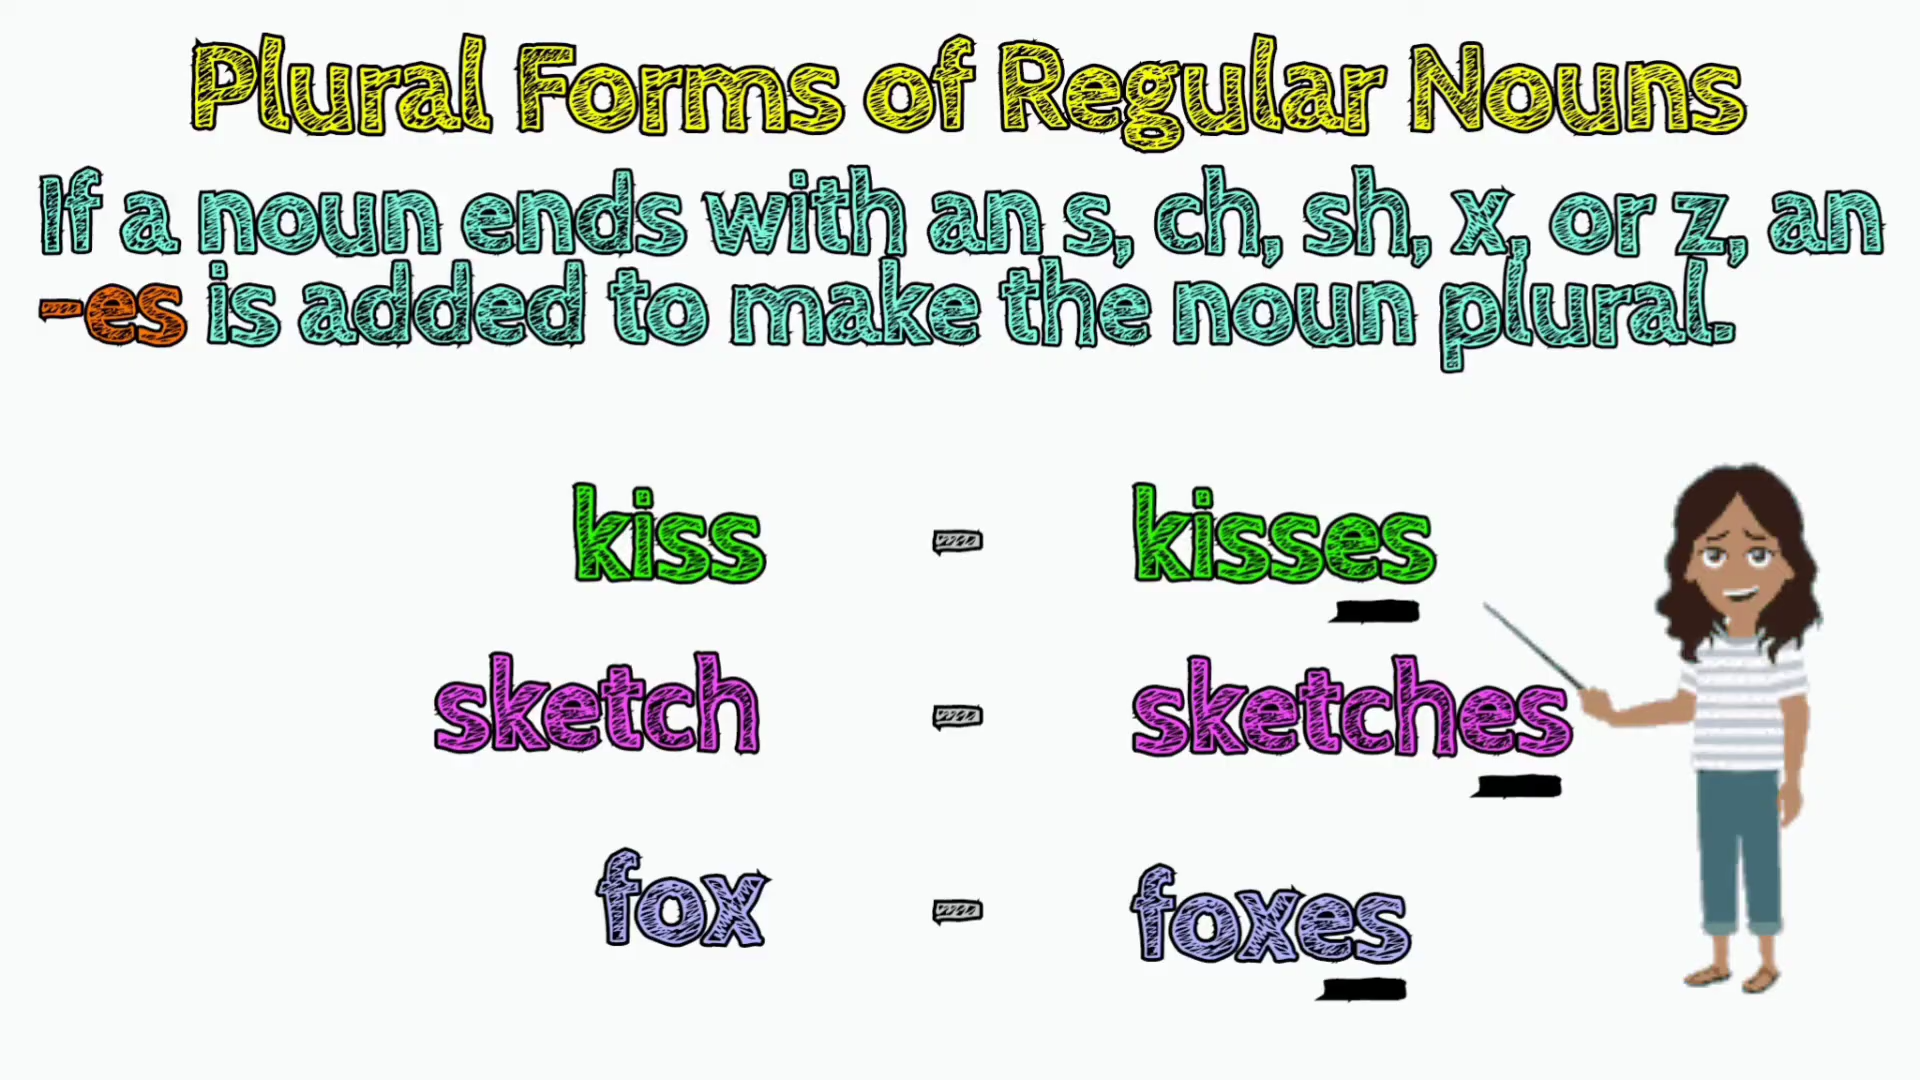 Plural Forms of Regular Nouns
If a noun ends with an s, ch, sh, x, or z, an
-es is added to make the noun plural.
kiss - kisses
sketch - sketches
fox - foxes